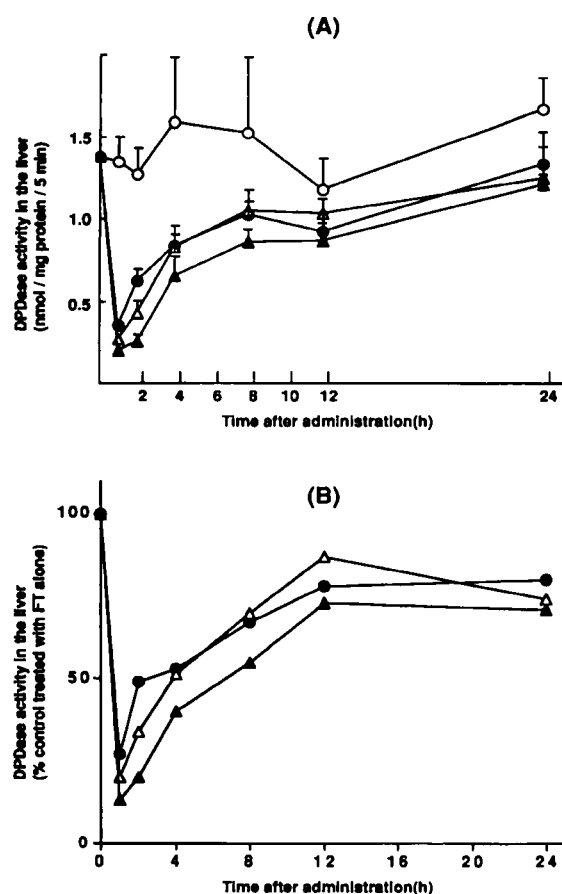 (A)
DPDase activity in the liver
(nmol / mg protein / 5 min)
1.5
1.0
0.5
2 4 6 8 10 12 24
Time after administration(h)
(B)
DPDase activity in the liver
(% control treated with FT alone)
100
50
0
0 4 8 12 16 20 24
Time after administration(h)